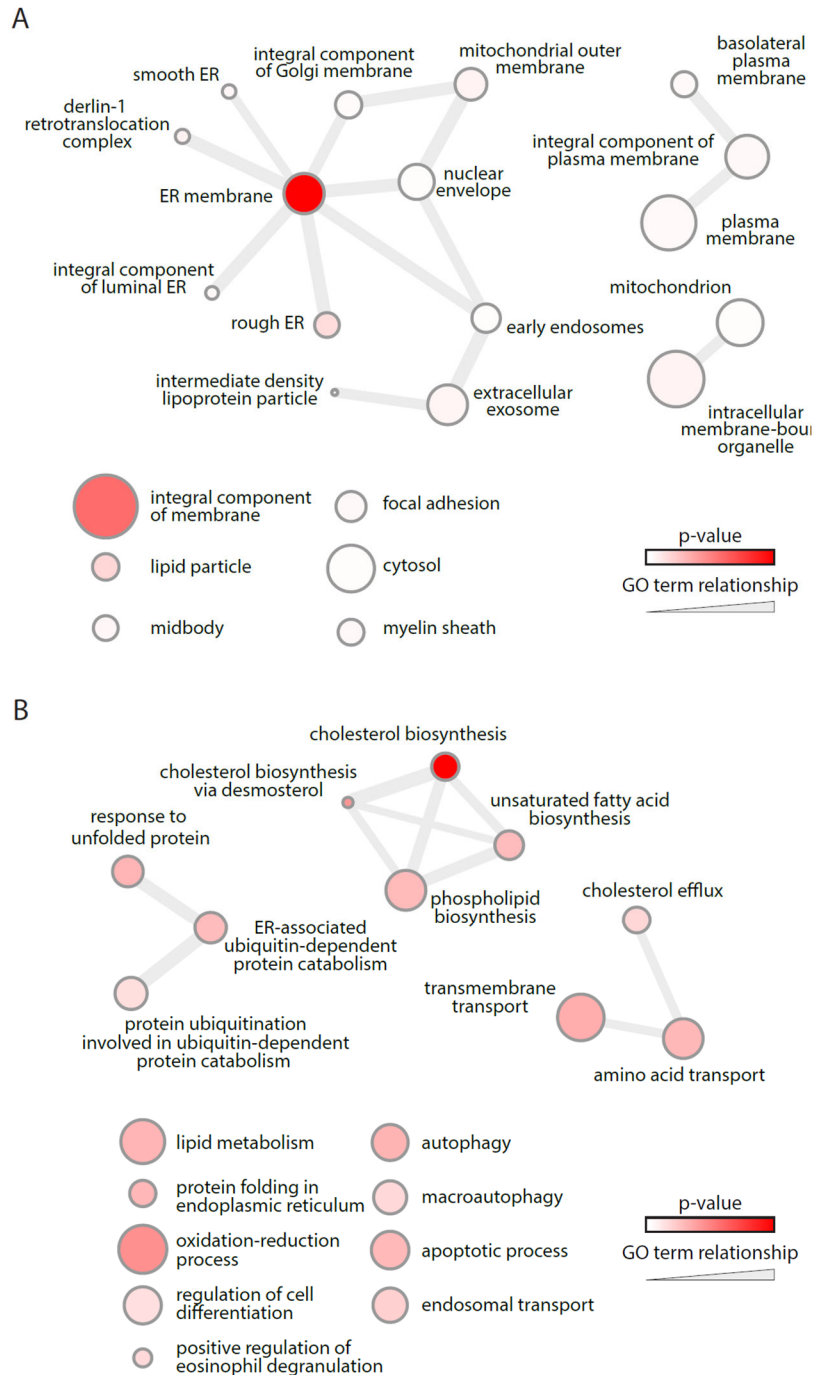 A
integral component
of Golgi membrane
mitochondrial outer
membrane
basolateral
plasma
membrane
smooth ER
derlin-1
retrotranslocation
complex
integral component of
plasma membrane
nuclear
envelope
ER membrane
plasma
membrane
integral component
of luminal ER
mitochondrion
rough ER
early endosomes
intermediate density
lipoprotein particle
extracellular
exosome
intracellular
membrane-bour
organelle
integral component
of membrane
focal adhesion
lipid particle
cytosol
midbody
myelin sheath
p-value
GO term relationship
B
cholesterol biosynthesis
cholesterol biosynthesis
via desmosterol
unsaturated fatty acid
biosynthesis
response to
unfolded protein
phospholipid
biosynthesis
cholesterol efflux
ER-associated
ubiquitin-dependent
protein catabolism
transmembrane
transport
protein ubiquitination
involved in ubiquitin-dependent
protein catabolism
amino acid transport
lipid metabolism
autophagy
protein folding in
endoplasmic reticulum
macroautophagy
oxidation-reduction
process
apoptotic process
regulation of cell
differentiation
endosomal transport
positive regulation of
eosinophil degranulation
p-value
GO term relationship